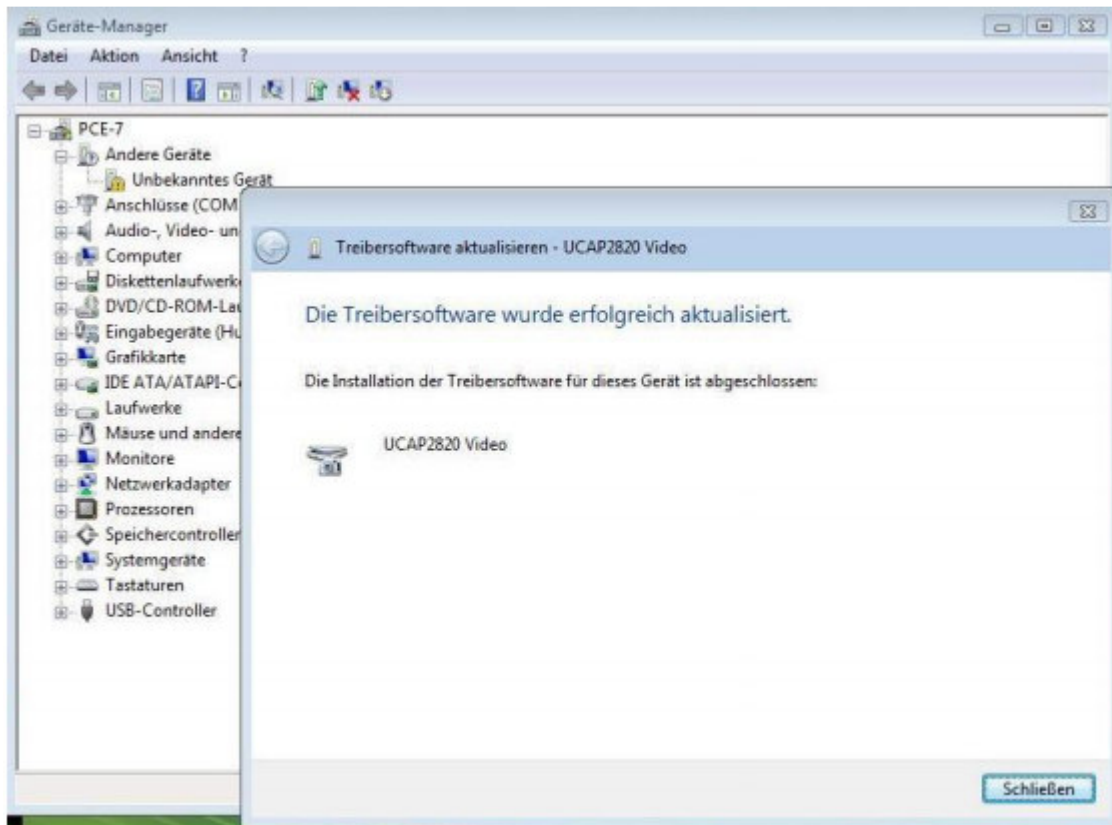 Geräte-Manager
Datei Aktion Ansicht ?
PCE-7
Andere Geräte
Unbekanntes Gerät
Anschlüsse (COM
Audio-, Video- un
Computer
Diskettenlaufwerk
DVD/CD-ROM-Lau
Eingabegeräte (Hu
Grafikkarte
IDE ATA/ATAPI-C
Laufwerke
Mäuse und andere
Monitore
Netzwerkadapter
Prozessoren
Speichercontroller
Systemgeräte
Tastaturen
USB-Controller
Treibersoftware aktualisieren - UCAP2820 Video
Die Treibersoftware wurde erfolgreich aktualisiert.
Die Installation der Treibersoftware für dieses Gerät ist abgeschlossen:
UCAP2820 Video
Schließen